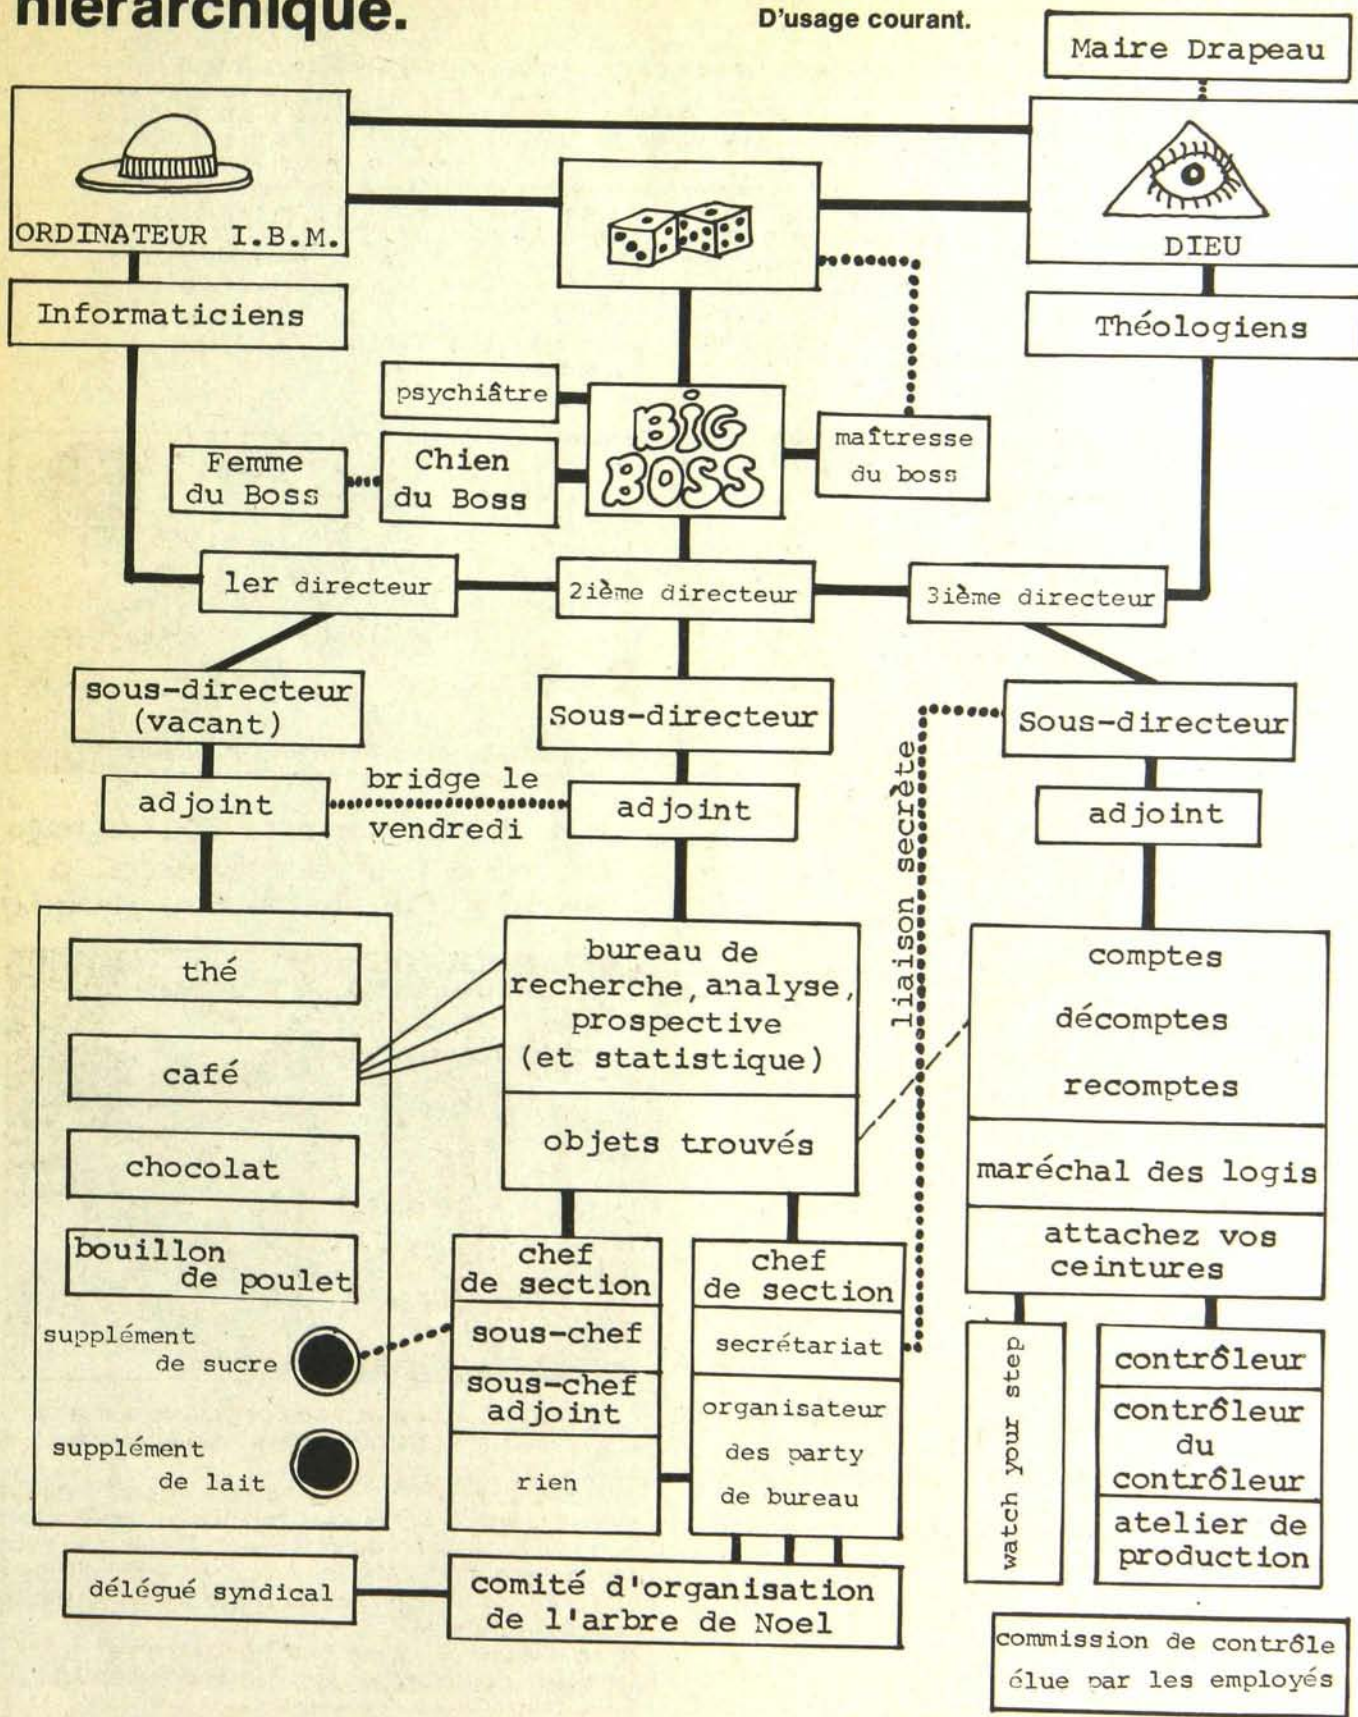 hiérarchique.
D'usage courant.
Maire Drapeau
ORDINATEUR I.B.M.
DIEU
Informaticiens
Théologiens
psychiâtre
BiG
BOSS
maîtresse
du boss
Femme
du Boss
Chien
du Boss
1er directeur
2ième directeur
3ième directeur
sous-directeur
(vacant)
Sous-directeur
Sous-directeur
adjoint
bridge le
vendredi
adjoint
adjoint
liaison secrète
thé
café
chocolat
bouillon
de poulet
supplément
de sucre
supplément
de lait
bureau de
recherche, analyse,
prospective
(et statistique)
objets trouvés
comptes
décomptes
recomptes
maréchal des logis
attachez vos
ceintures
chef
de section
sous-chef
sous-chef
adjoint
rien
chef
de section
secrétariat
organisateur
des party
de bureau
watch your step
contrôleur
contrôleur
du
contrôleur
atelier de
production
délégué syndical
comité d'organisation
de l'arbre de Noel
commission de contrôle
élue par les employés